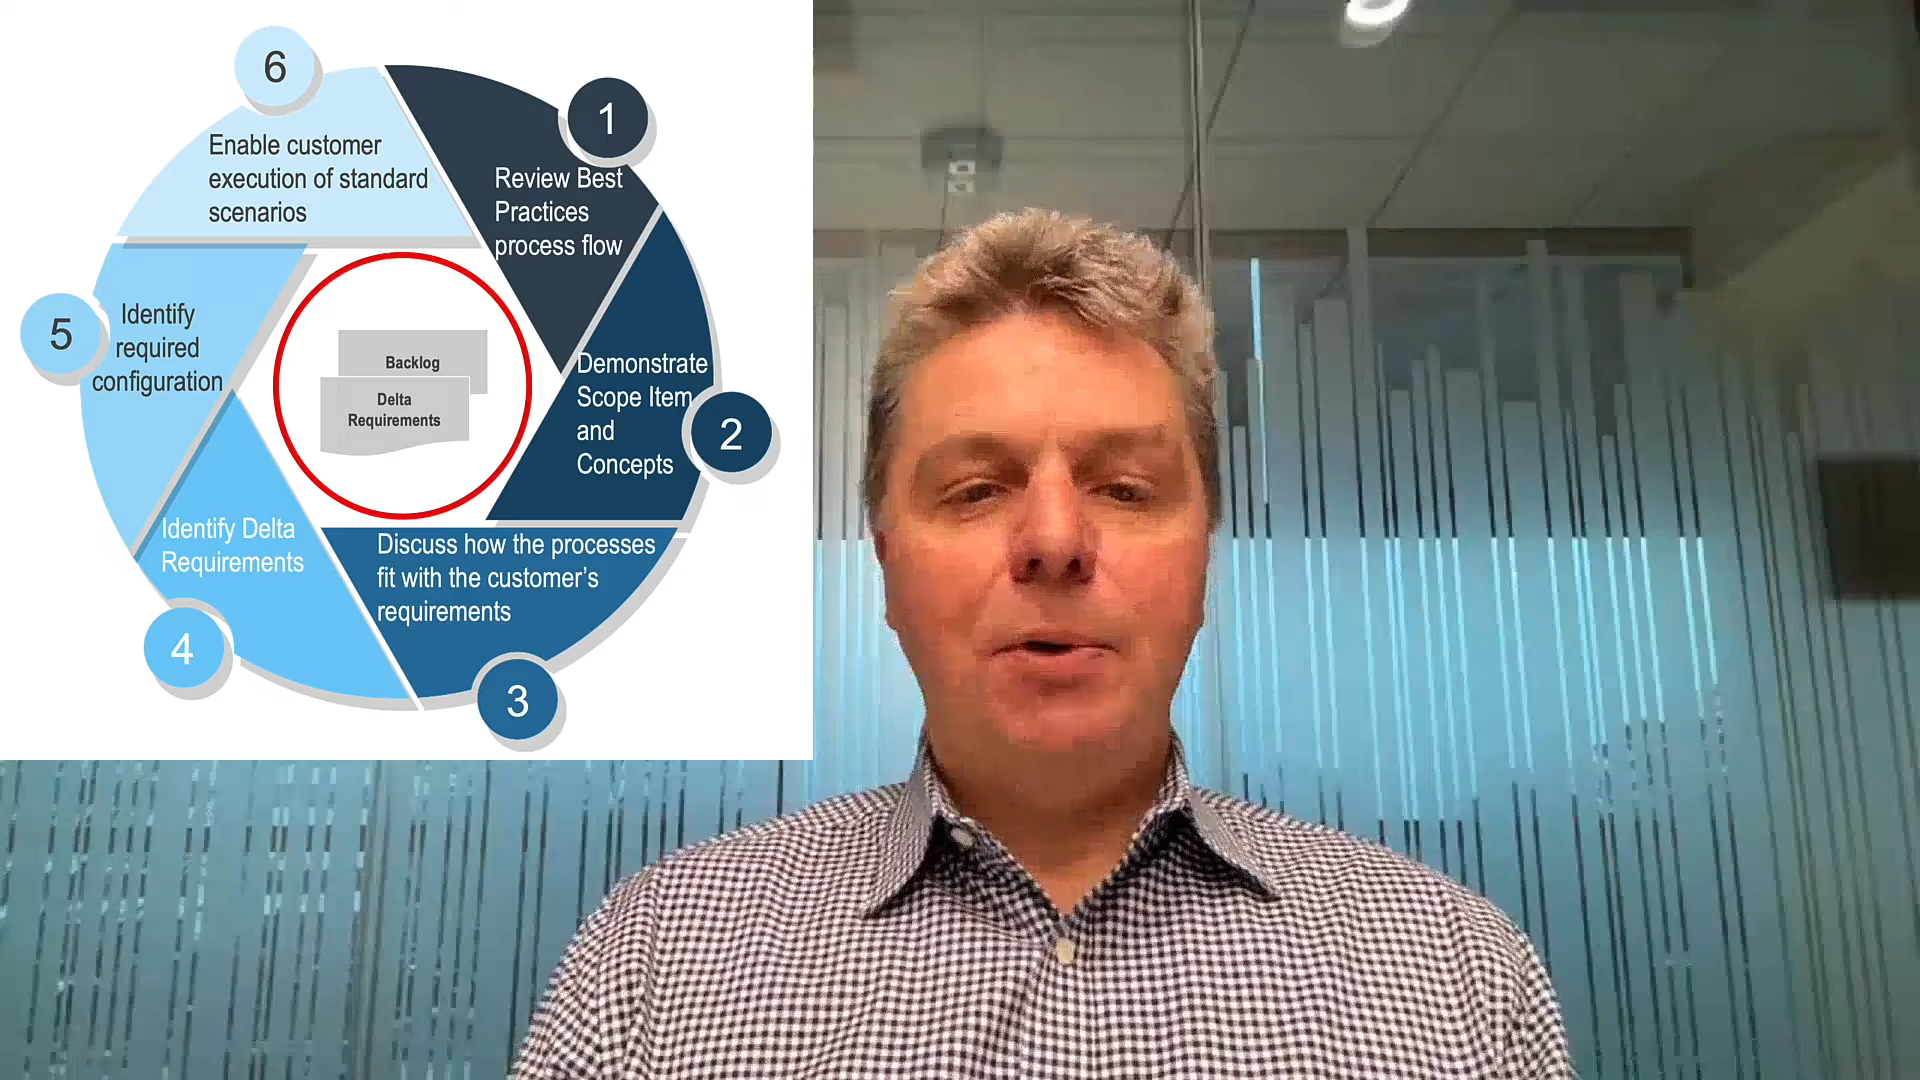 6
Enable customer
execution of standard
scenarios
1
Review Best
Practices
process flow
5
Identify
required
configuration
Backlog
Delta
Requirements
Demonstrate
Scope Item
and
Concepts
2
Identify Delta
Requirements
4
Discuss how the processes
fit with the customer’s
requirements
3